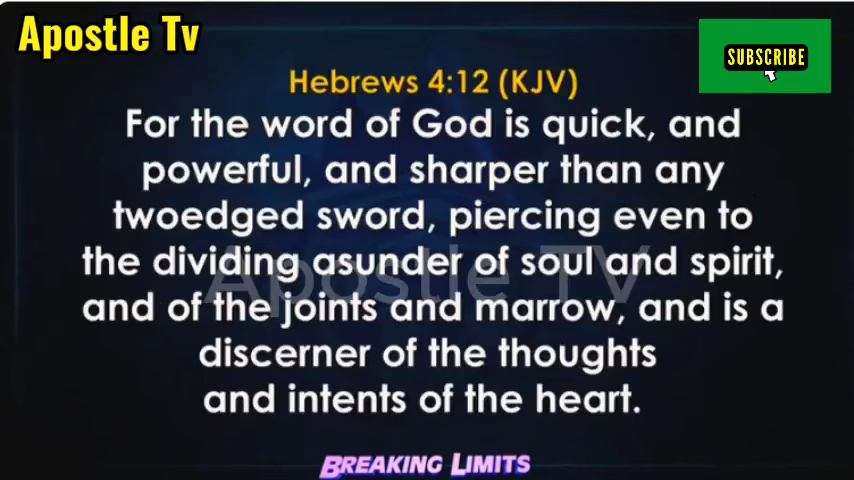 Apostle Tv
SUBSCRIBE
Hebrews 4:12 (KJV)
For the word of God is quick, and
powerful, and sharper than any
twoedged sword, piercing even to
the dividing asunder of soul and spirit,
and of the joints and marrow, and is a
discerner of the thoughts
and intents of the heart.
Apostle TV
BREAKING LIMITS